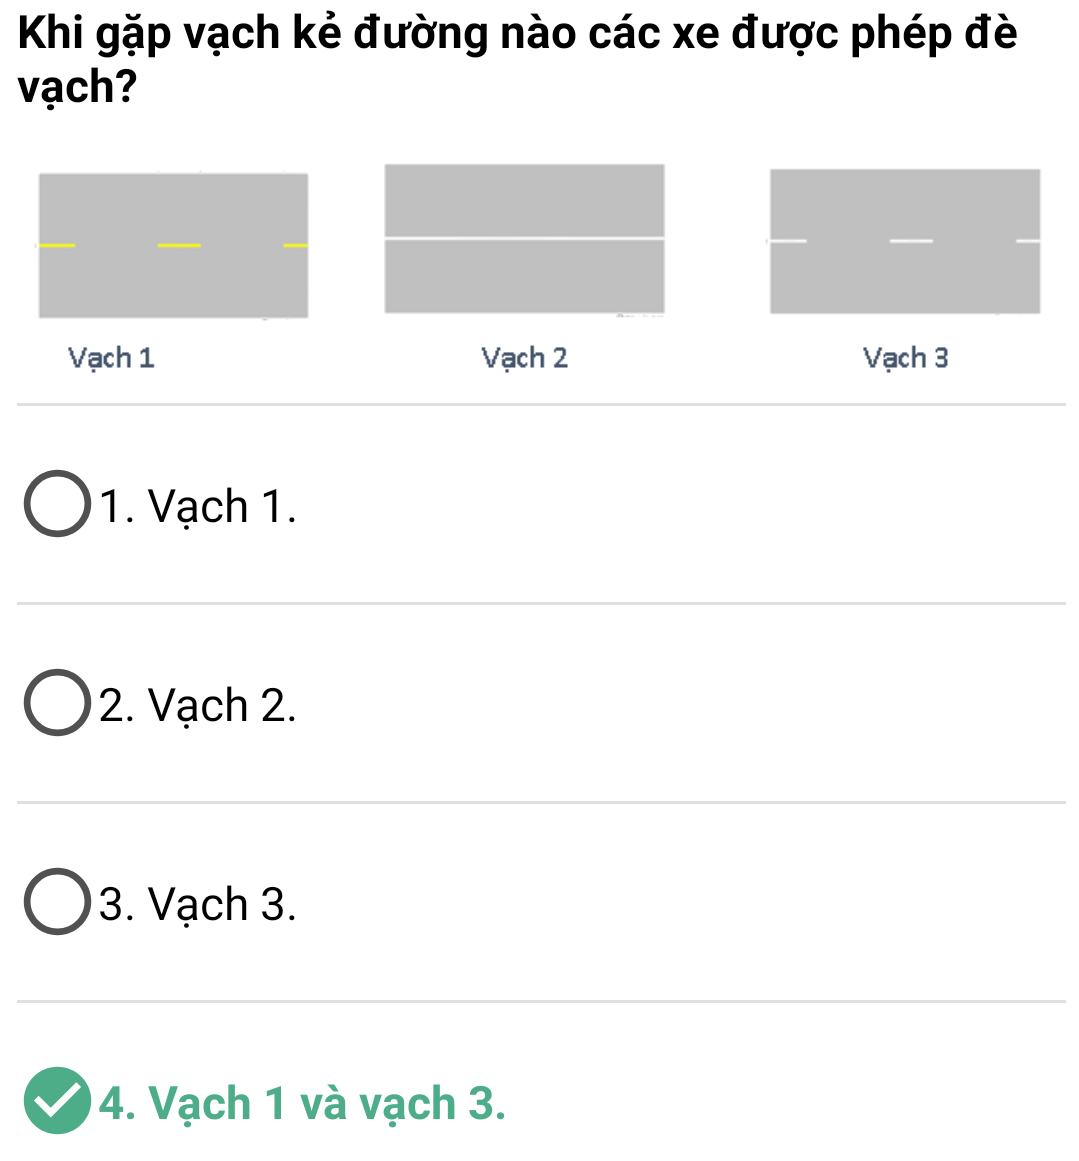 Khi gặp vạch kẻ đường nào các xe được phép đè
vạch?
Vạch 1
Vạch 2
Vạch 3
1. Vạch 1.
2. Vạch 2.
3. Vạch 3.
4. Vạch 1 và vạch 3.